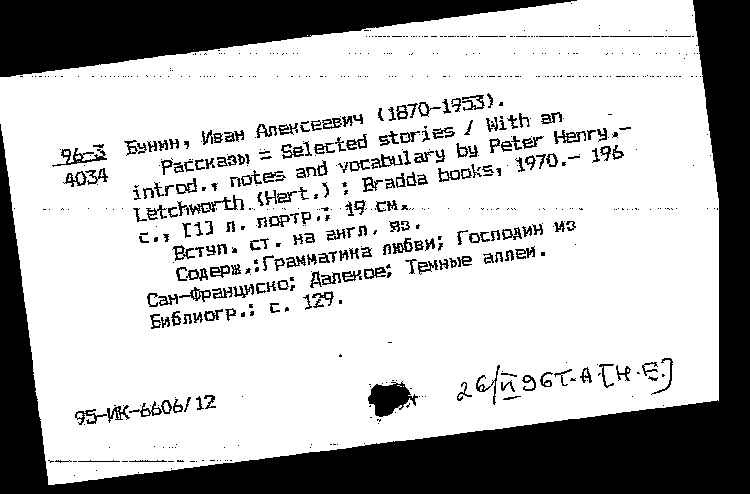 96-3
4034
Бунин, Иван Алексеевич (1870-1953).
Рассказы = Selected stories / With an
introd., notes and vocabulary by Peter Henry.-
Letchworth (Hert.) : Bradda books, 1970.- 196
с., [1] л. портр.; 19 см.
Вступ. ст. на англ. яз.
Содерж.:Грамматика любви; Господин из
Сан-Франциско; Далекое; Темные аллеи.
Библиогр.: с. 129.
95-ИК-6606/12
26/II 96 Т-А [Н-Е.]